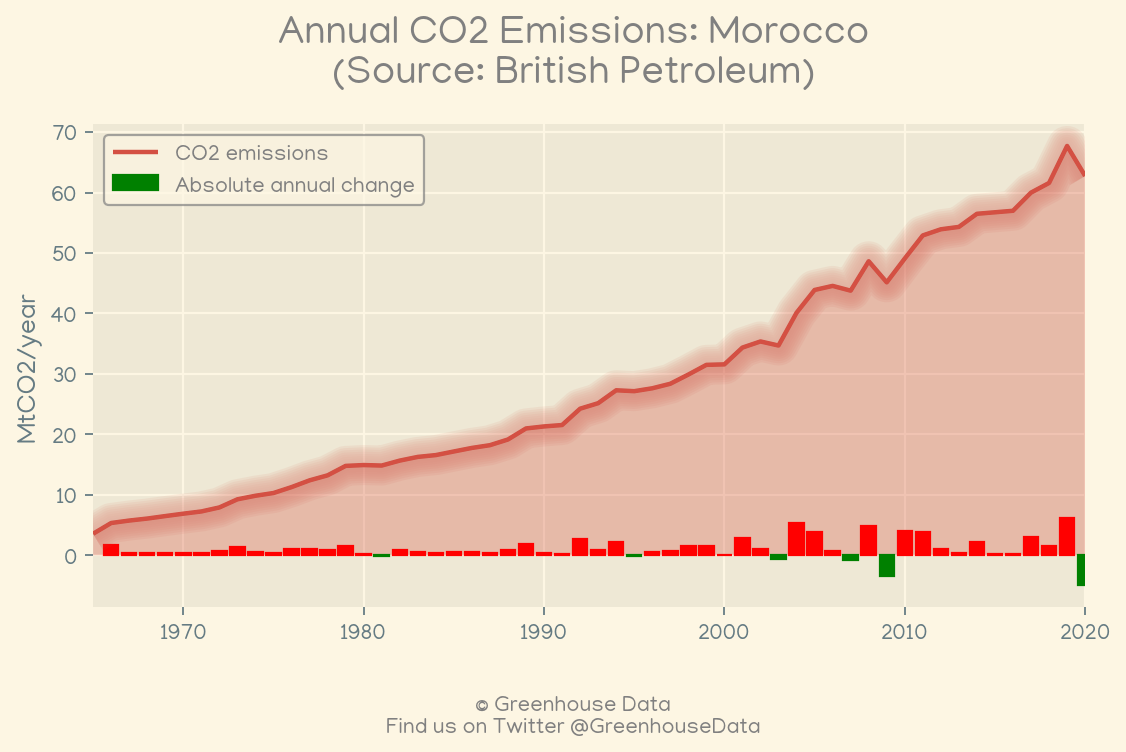 Annual CO2 Emissions: Morocco
(Source: British Petroleum)
CO2 emissions
Absolute annual change
MtCO2/year
70
60
50
40
30
20
10
0
1970
1980
1990
2000
2010
2020
© Greenhouse Data
Find us on Twitter @GreenhouseData